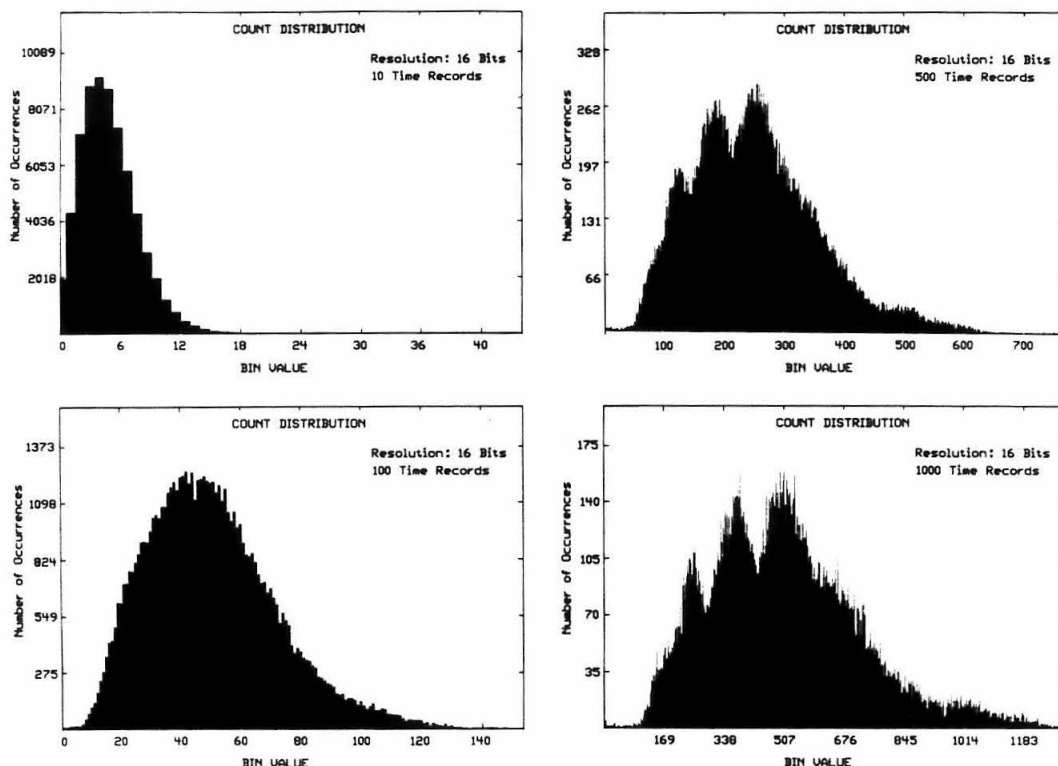 COUNT DISTRIBUTION
Resolution: 16 Bits
10 Time Records
10089
8071
6053
4036
2018
Number of Occurrences
0 6 12 18 24 30 36 40
BIN VALUE
COUNT DISTRIBUTION
Resolution: 16 Bits
500 Time Records
328
262
197
131
66
Number of Occurrences
100 200 300 400 500 600 700
BIN VALUE
COUNT DISTRIBUTION
Resolution: 16 Bits
100 Time Records
1373
1098
824
549
275
Number of Occurrences
0 20 40 60 80 100 120 140
BIN VALUE
COUNT DISTRIBUTION
Resolution: 16 Bits
1000 Time Records
175
140
105
70
35
Number of Occurrences
169 338 507 676 845 1014 1183
BIN VALUE